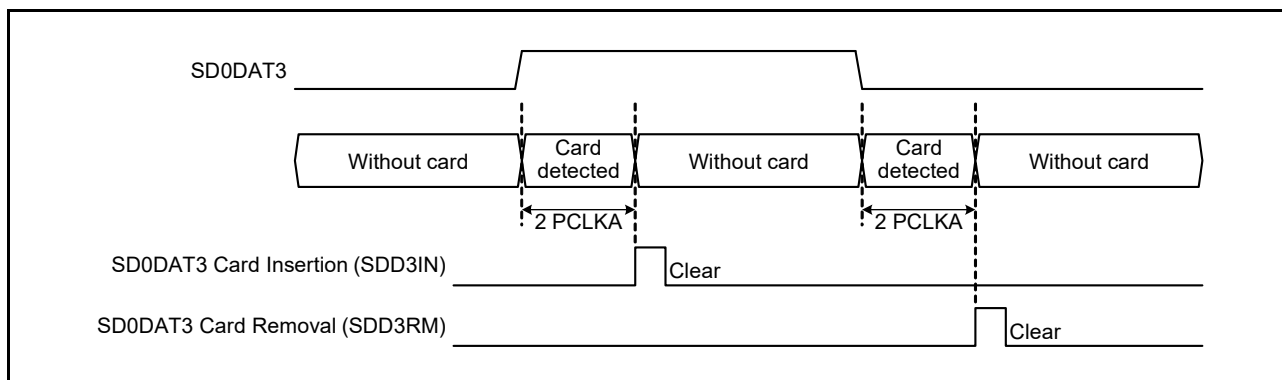 SD0DAT3
Without card
Card
detected
Without card
Card
detected
Without card
2 PCLKA
2 PCLKA
SD0DAT3 Card Insertion (SDD3IN)
Clear
SD0DAT3 Card Removal (SDD3RM)
Clear